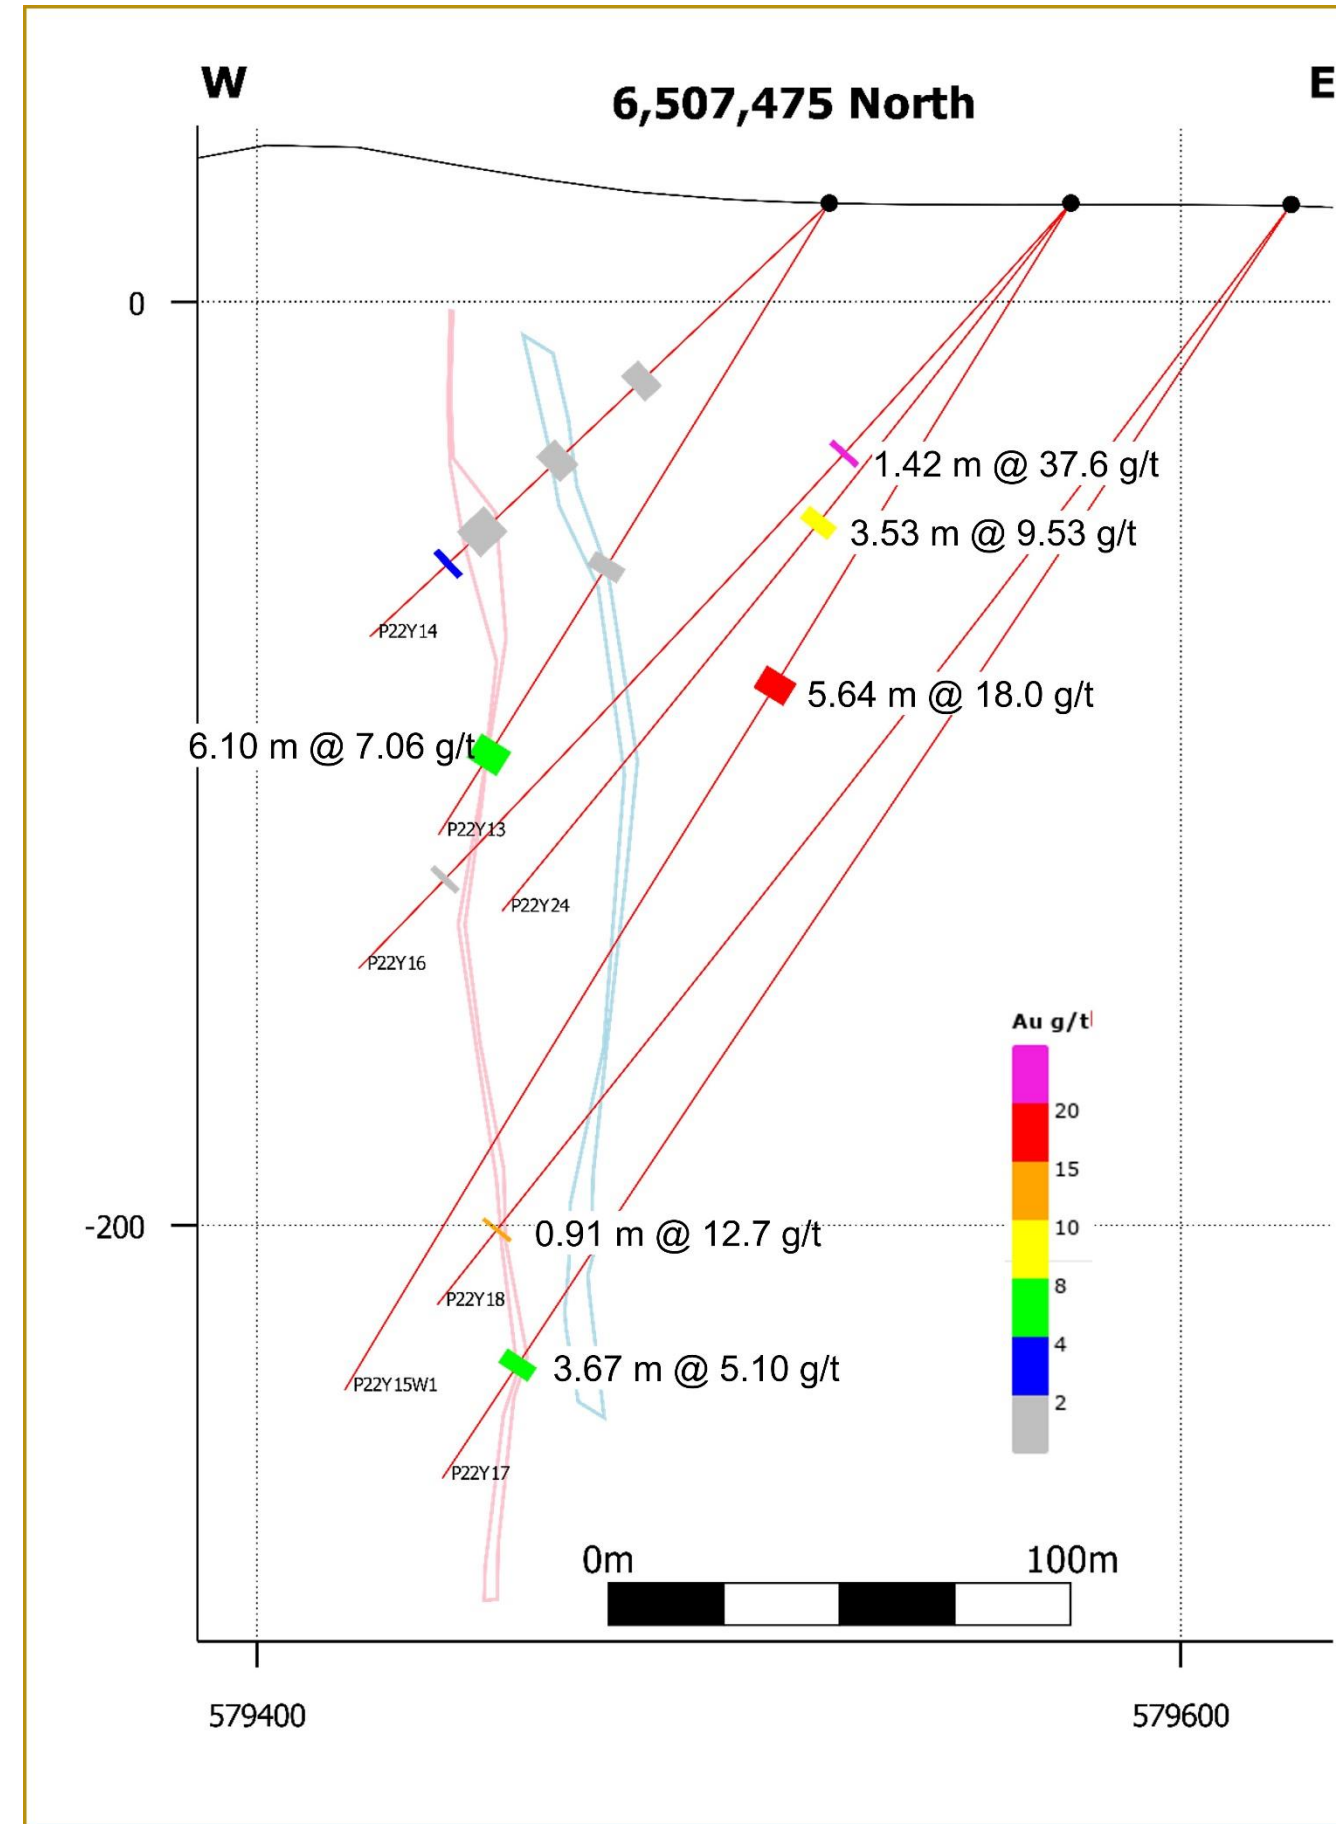 W
E
6,507,475 North
0
1.42 m @ 37.6 g/t
3.53 m @ 9.53 g/t
P22Y14
5.64 m @ 18.0 g/t
6.10 m @ 7.06 g/t
P22Y13
P22Y24
P22Y16
Au g/t
20
15
10
8
4
2
-200
0.91 m @ 12.7 g/t
P22Y18
3.67 m @ 5.10 g/t
P22Y15W1
P22Y17
0m
100m
579400
579600